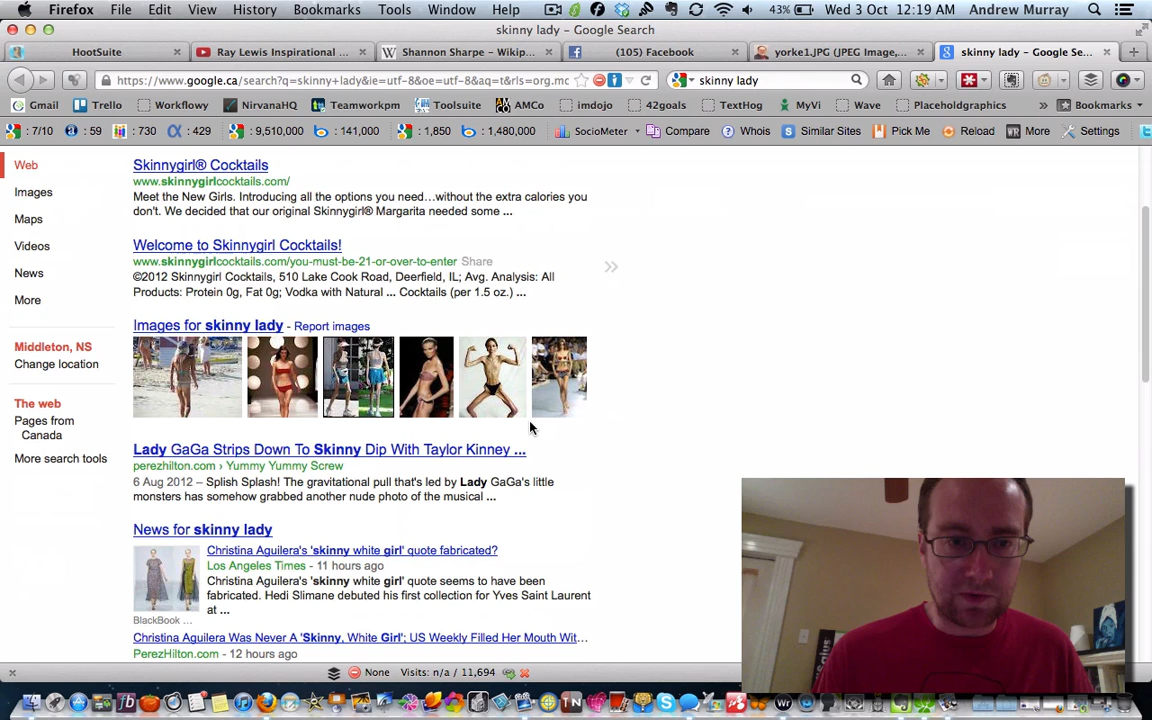 Firefox File Edit View History Bookmarks Tools Window Help 43% Wed 3 Oct 12:19 AM Andrew Murray
skinny lady – Google Search
HootSuite Ray Lewis Inspirational ... Shannon Sharpe – Wikip... (105) Facebook yorke1.JPG (JPEG Image,... skinny lady – Google Se...
https://www.google.ca/search?q=skinny+lady&ie=utf-8&oe=utf-8&aq=t&rls=org.mc skinny lady
Gmail Trello Workflowy NirvanaHQ Teamworkpm Toolsuite AMCo imdojo 42goals TextHog MyVi Wave Placeholdgraphics » Bookmarks
: 7/10 : 59 : 730 : 429 : 9,510,000 : 141,000 : 1,850 : 1,480,000 SocioMeter Compare Whois Similar Sites Pick Me Reload WR More Settings
Web
Images
Maps
Videos
News
More
Middleton, NS
Change location
The web
Pages from
Canada
More search tools
Skinnygirl® Cocktails
www.skinnygirlcocktails.com/
Meet the New Girls. Introducing all the options you need…without the extra calories you
don't. We decided that our original Skinnygirl® Margarita needed some ...
Welcome to Skinnygirl Cocktails!
www.skinnygirlcocktails.com/you-must-be-21-or-over-to-enter Share
©2012 Skinnygirl Cocktails, 510 Lake Cook Road, Deerfield, IL; Avg. Analysis: All
Products: Protein 0g, Fat 0g; Vodka with Natural ... Cocktails (per 1.5 oz.) ...
»
Images for skinny lady - Report images
Lady GaGa Strips Down To Skinny Dip With Taylor Kinney ...
perezhilton.com › Yummy Yummy Screw
6 Aug 2012 – Splish Splash! The gravitational pull that's led by Lady GaGa's little
monsters has somehow grabbed another nude photo of the musical ...
News for skinny lady
Christina Aguilera's 'skinny white girl' quote fabricated?
Los Angeles Times - 11 hours ago
Christina Aguilera's 'skinny white girl' quote seems to have been
fabricated. Hedi Slimane debuted his first collection for Yves Saint Laurent
at ...
BlackBook ...
Christina Aguilera Was Never A 'Skinny, White Girl'; US Weekly Filled Her Mouth Wit...
PerezHilton.com - 12 hours ago
× None Visits: n/a / 11,694